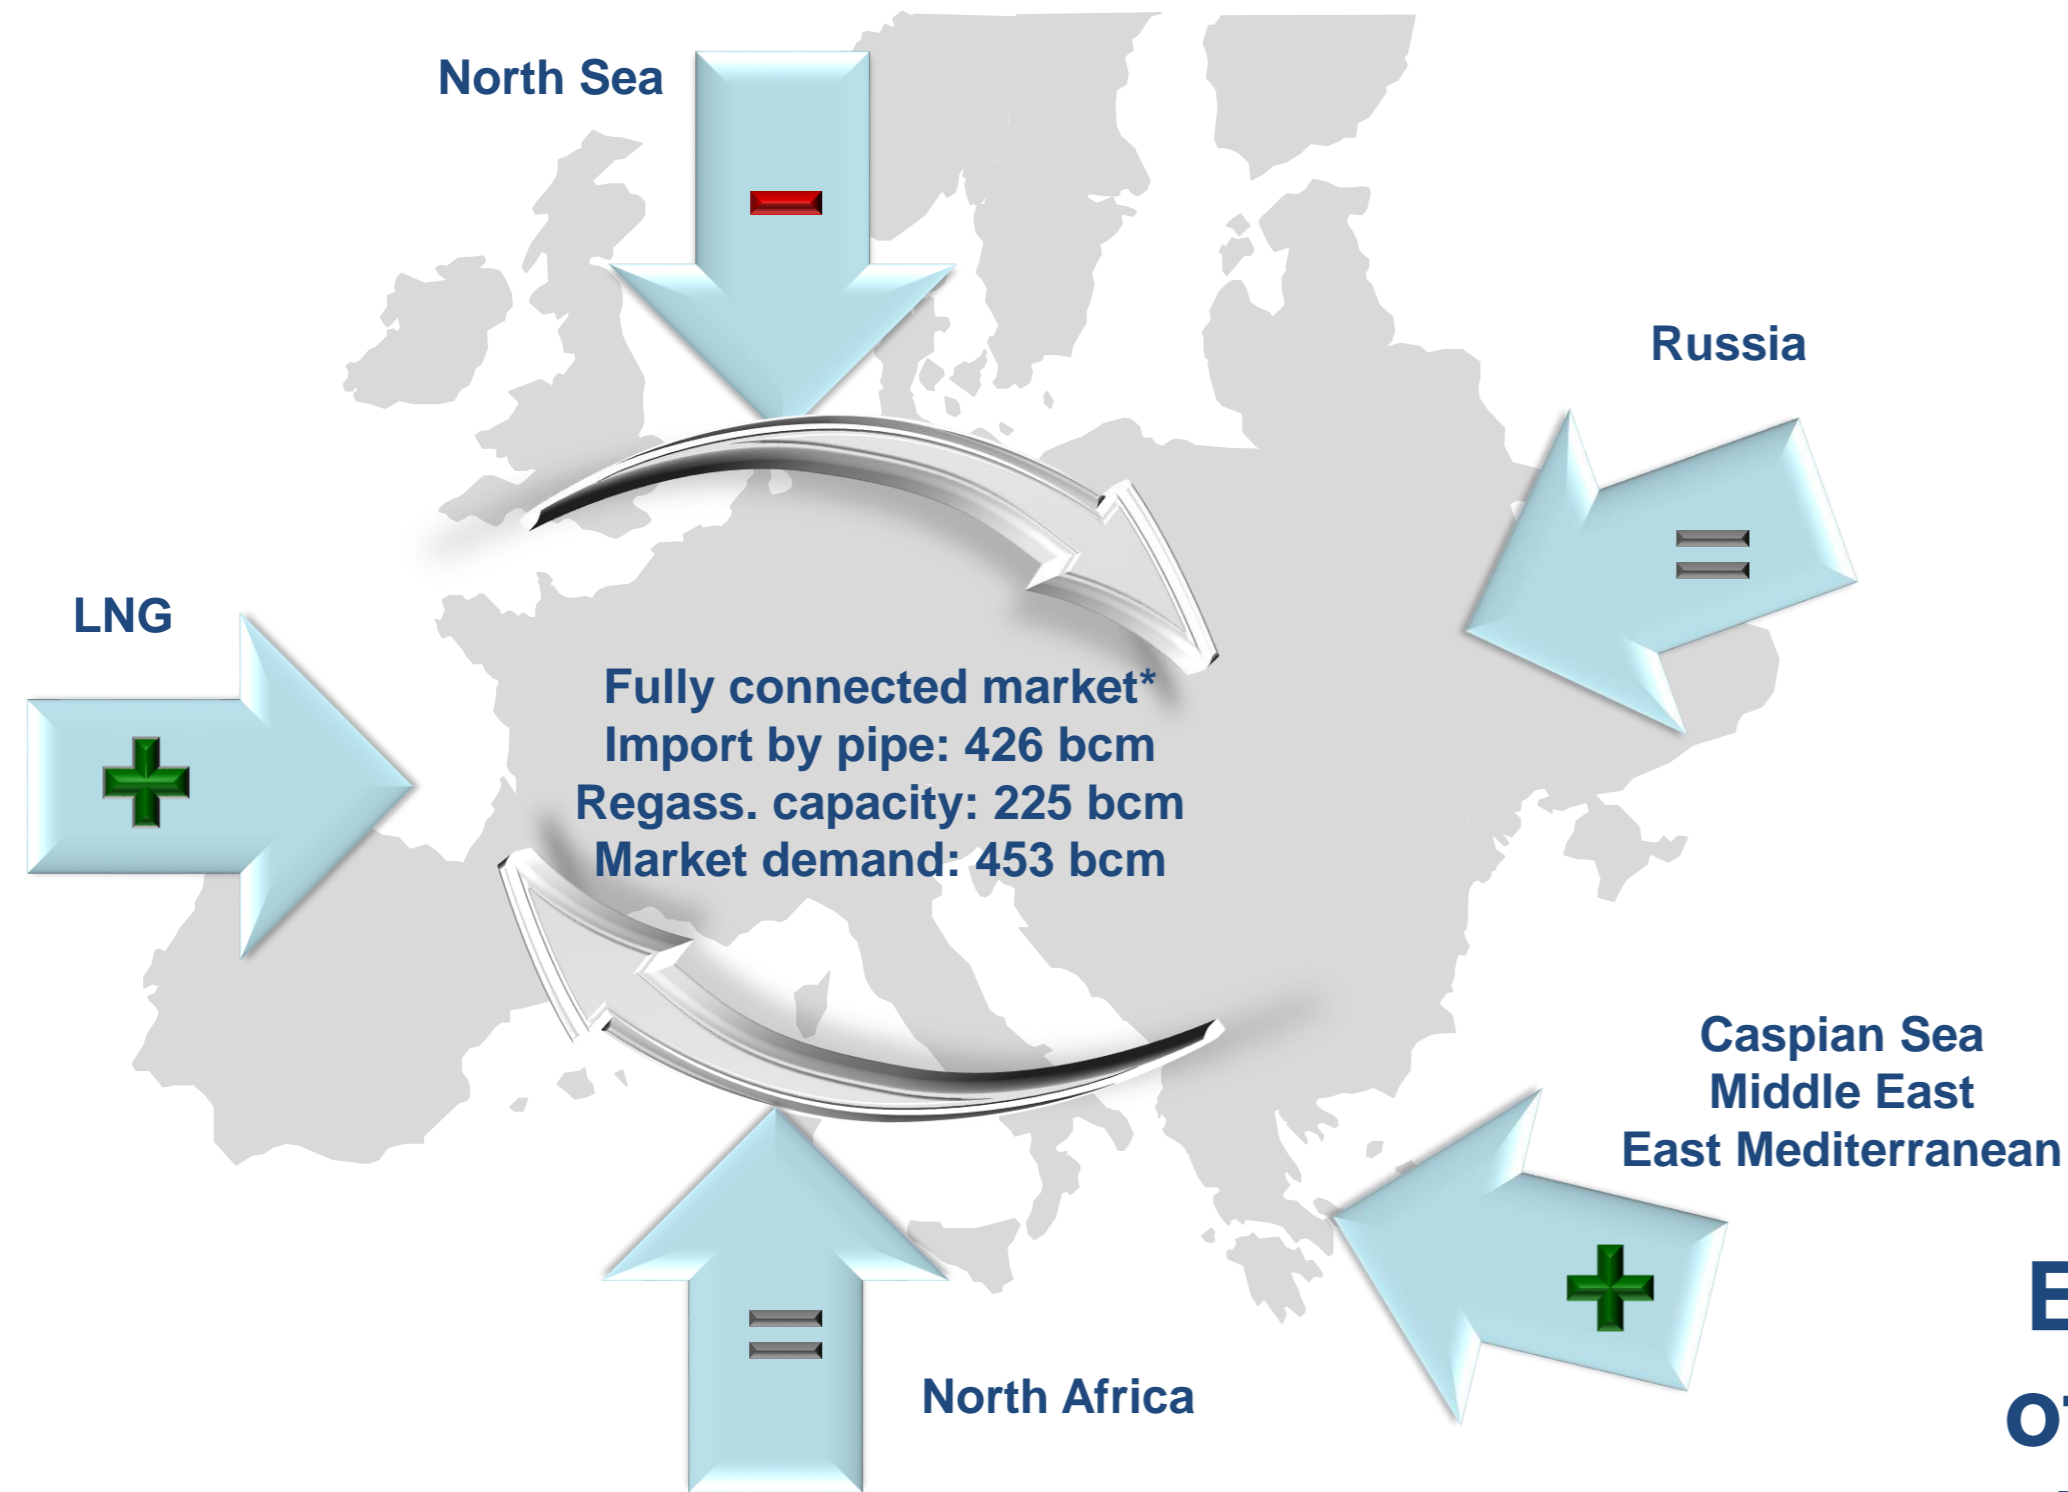 North Sea
Russia
LNG
Fully connected market*
Import by pipe: 426 bcm
Regass. capacity: 225 bcm
Market demand: 453 bcm
Caspian Sea
Middle East
East Mediterranean
North Africa